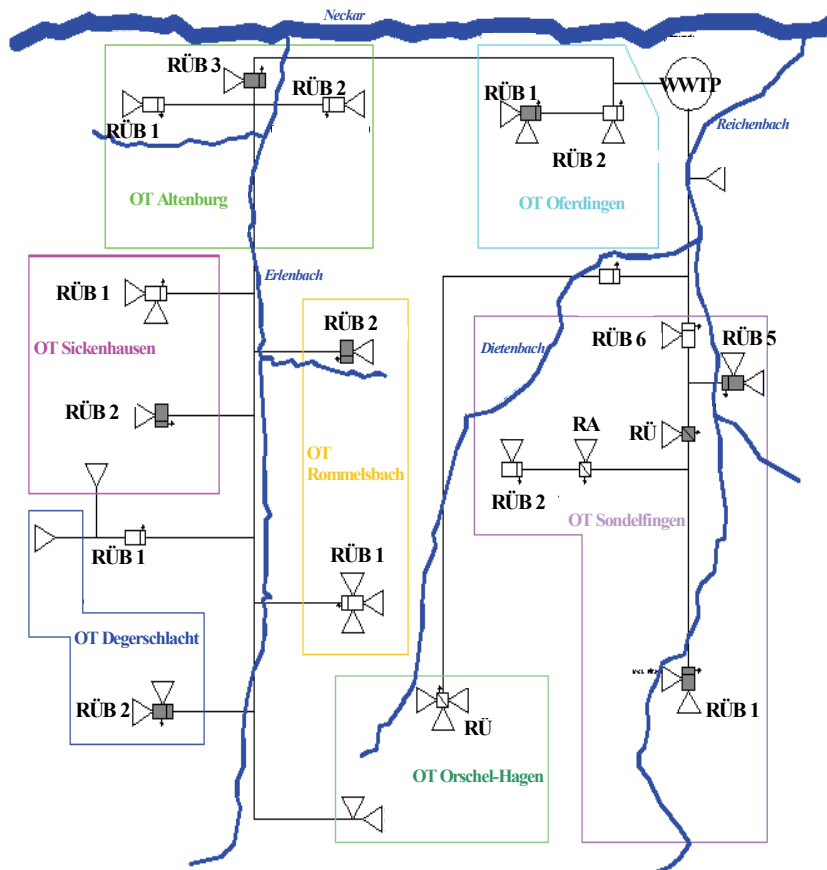 Neckar
RÜB 3
RÜB 2
RÜB 1
OT Altenburg
RÜB 1
RÜB 2
OT Oferdingen
WWTP
Reichenbach
Erlenbach
RÜB 1
OT Sickenhausen
RÜB 2
RÜB 2
OT
Rommelsbach
RÜB 1
Dietenbach
RÜB 6
RÜB 5
RÜ
RA
RÜB 2
OT Sondelfingen
RÜB 1
RÜB 1
OT Degerschlacht
RÜB 2
RÜ
OT Orschel-Hagen